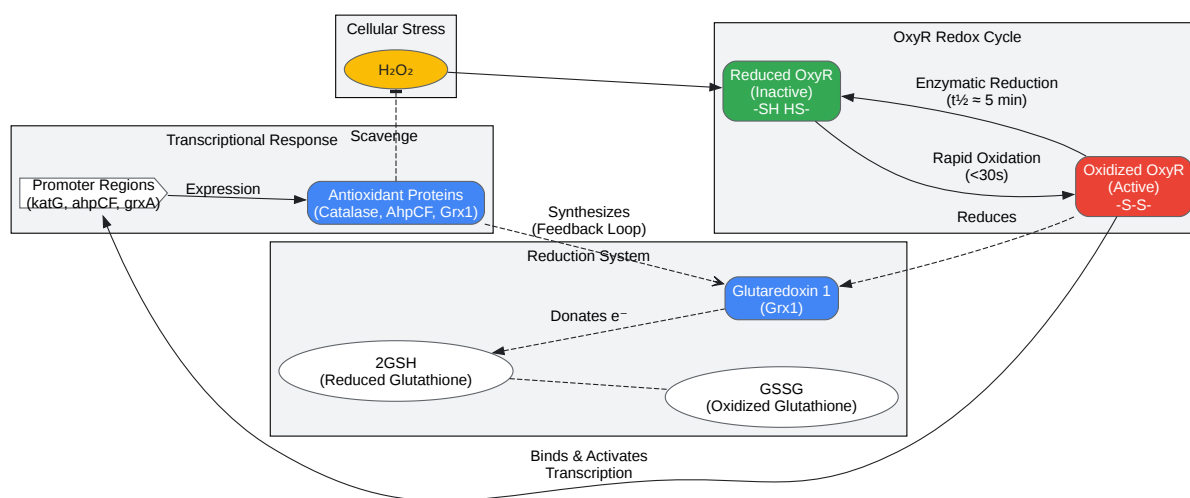 Cellular Stress
H₂O₂
OxyR Redox Cycle
Reduced OxyR
(Inactive)
-SH HS-
Enzymatic Reduction
(t½ ≈ 5 min)
Rapid Oxidation
(<30s)
Oxidized OxyR
(Active)
-S-S-
Scavenge
Transcriptional Response
Promoter Regions
(katG, ahpCF, grxA)
Expression
Antioxidant Proteins
(Catalase, AhpCF, Grx1)
Synthesizes
(Feedback Loop)
Reduces
Reduction System
Glutaredoxin 1
(Grx1)
Donates e⁻
2GSH
(Reduced Glutathione)
GSSG
(Oxidized Glutathione)
Binds & Activates
Transcription